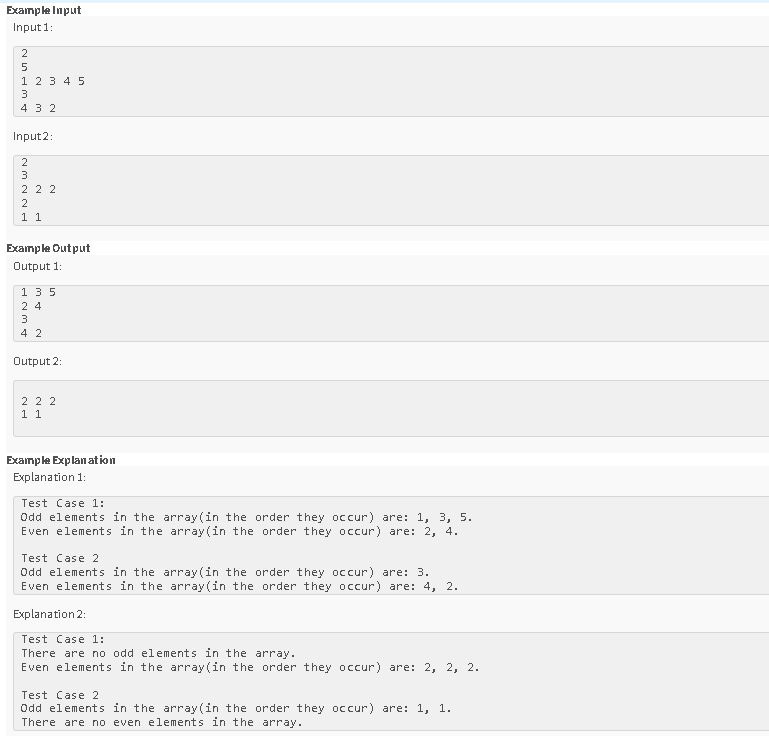 Example Input
Input 1:
2
5
1 2 3 4 5
3
4 3 2
Input 2:
2
3
2 2 2
2
1 1
Example Output
Output 1:
1 3 5
2 4
3
4 2
Output 2:
2 2 2
1 1
Example Explanation
Explanation 1:
Test Case 1:
Odd elements in the array(in the order they occur) are: 1, 3, 5.
Even elements in the array(in the order they occur) are: 2, 4.
Test Case 2
Odd elements in the array(in the order they occur) are: 3.
Even elements in the array(in the order they occur) are: 4, 2.
Explanation 2:
Test Case 1:
There are no odd elements in the array.
Even elements in the array(in the order they occur) are: 2, 2, 2.
Test Case 2
Odd elements in the array(in the order they occur) are: 1, 1.
There are no even elements in the array.